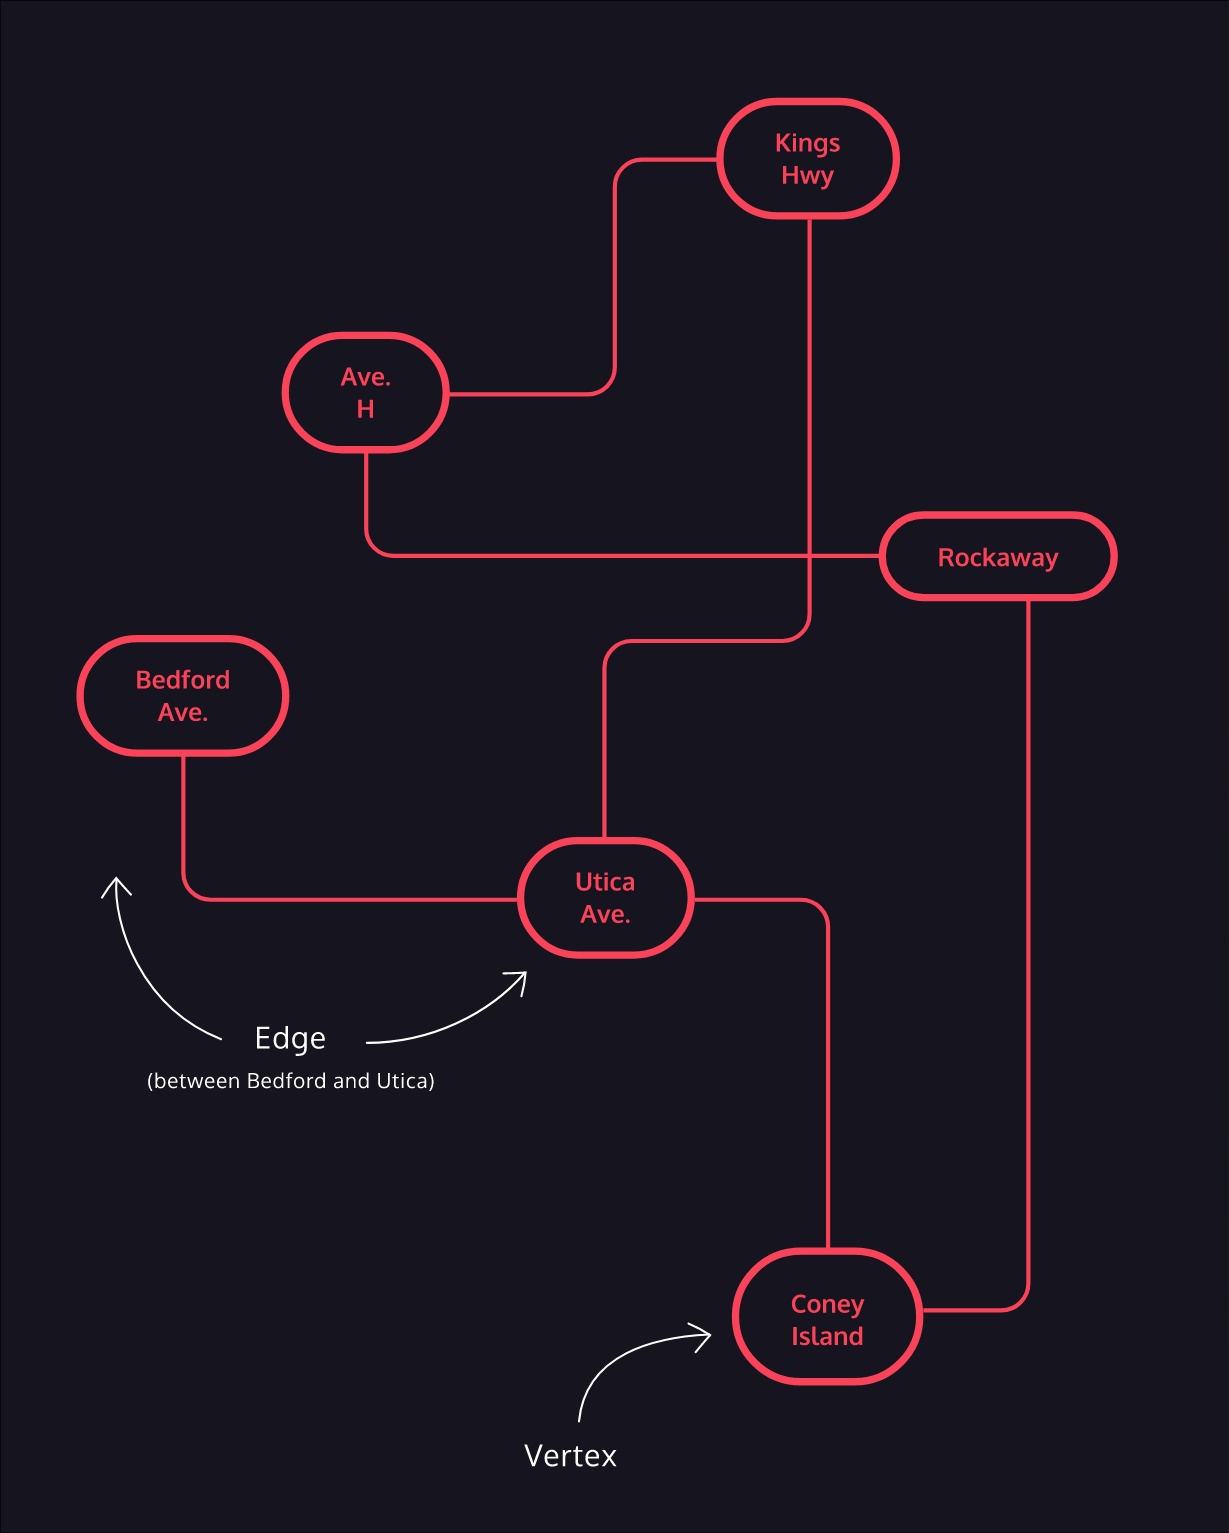 Kings
Hwy
Ave.
H
Rockaway
Bedford
Ave.
Utica
Ave.
Edge
(between Bedford and Utica)
Coney
Island
Vertex